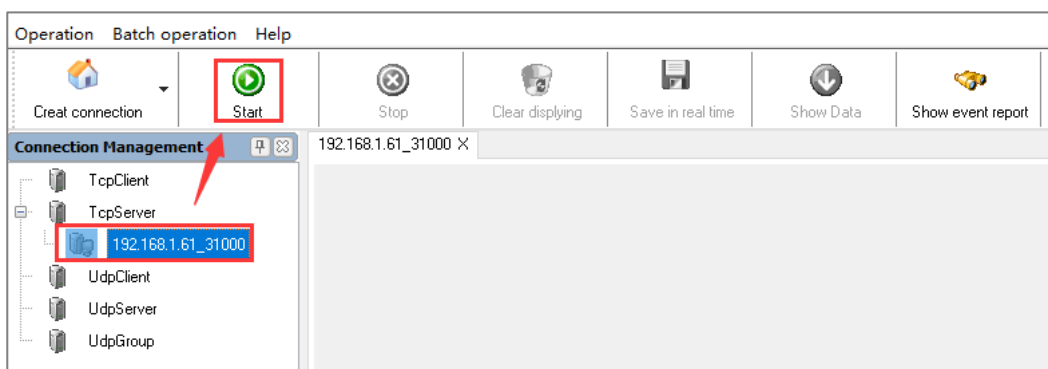 Operation Batch operation Help
Creat connection Start Stop Clear displying Save in real time Show Data Show event report
Connection Management 192.168.1.61_31000
TcpClient
TcpServer
192.168.1.61_31000
UdpClient
UdpServer
UdpGroup